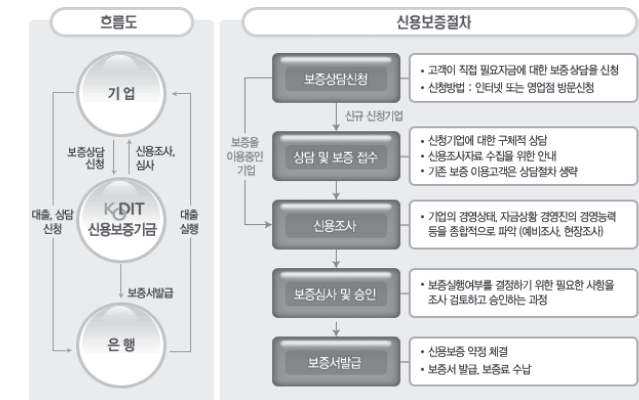 흐름도
기 업
보증상담
신청
신용조사,
심사
KODIT
신용보증기금
대출, 상담
신청
대출
실행
보증서발급
은 행
신용보증절차
보증상담신청
• 고객이 직접 필요자금에 대한 보증상담을 신청
• 신청방법 : 인터넷 또는 영업점 방문신청
신규 신청기업
보증을
이용중인
기업
상담 및 보증 접수
• 신청기업에 대한 구체적 상담
• 신용조사자료 수집을 위한 안내
• 기존 보증 이용고객은 상담절차 생략
신용조사
• 기업의 경영상태, 자금상황 경영진의 경영능력
등을 종합적으로 파악 (예비조사, 현장조사)
보증심사 및 승인
• 보증실행여부를 결정하기 위한 필요한 사항을
조사 검토하고 승인하는 과정
보증서발급
• 신용보증 약정 체결
• 보증서 발급, 보증료 수납